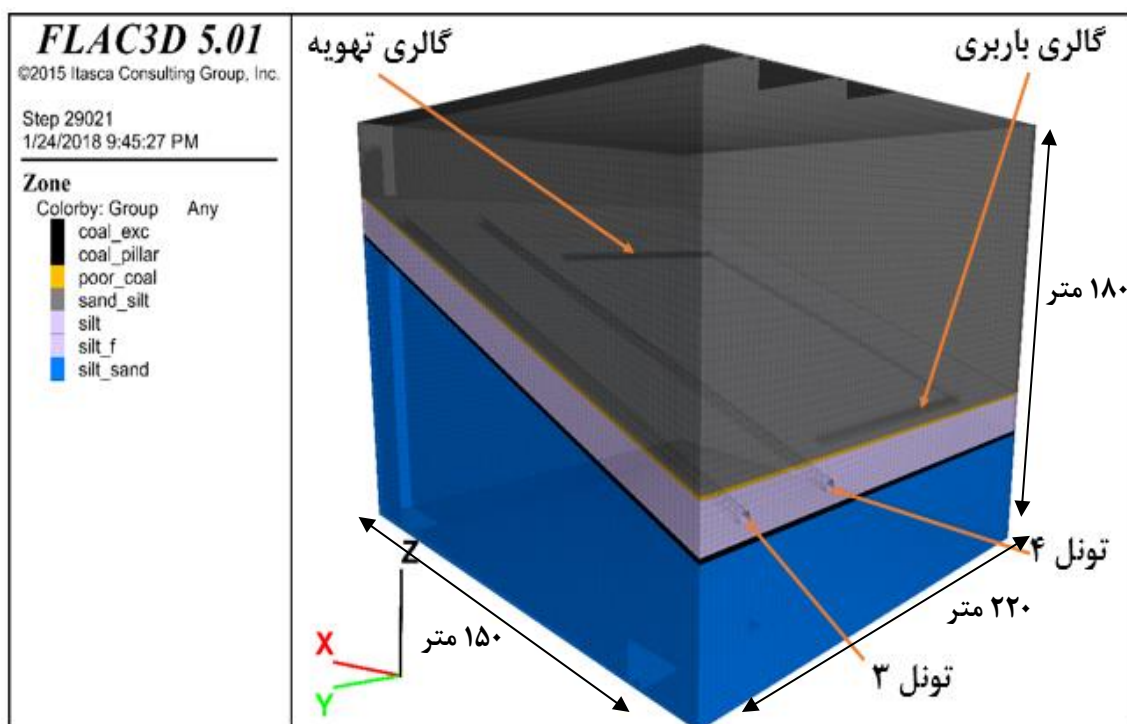 FLAC3D 5.01
©2015 Itasca Consulting Group, Inc.
Step 29021
1/24/2018 9:45:27 PM
Zone
Colorby: Group Any
coal_exc
coal_pillar
poor_coal
sand_silt
silt
silt_f
silt_sand
گالری تهویه
گالری باربری
۱۸۰ متر
تونل ۴
۲۲۰ متر
تونل ۳
۱۵۰ متر
Z
X
Y